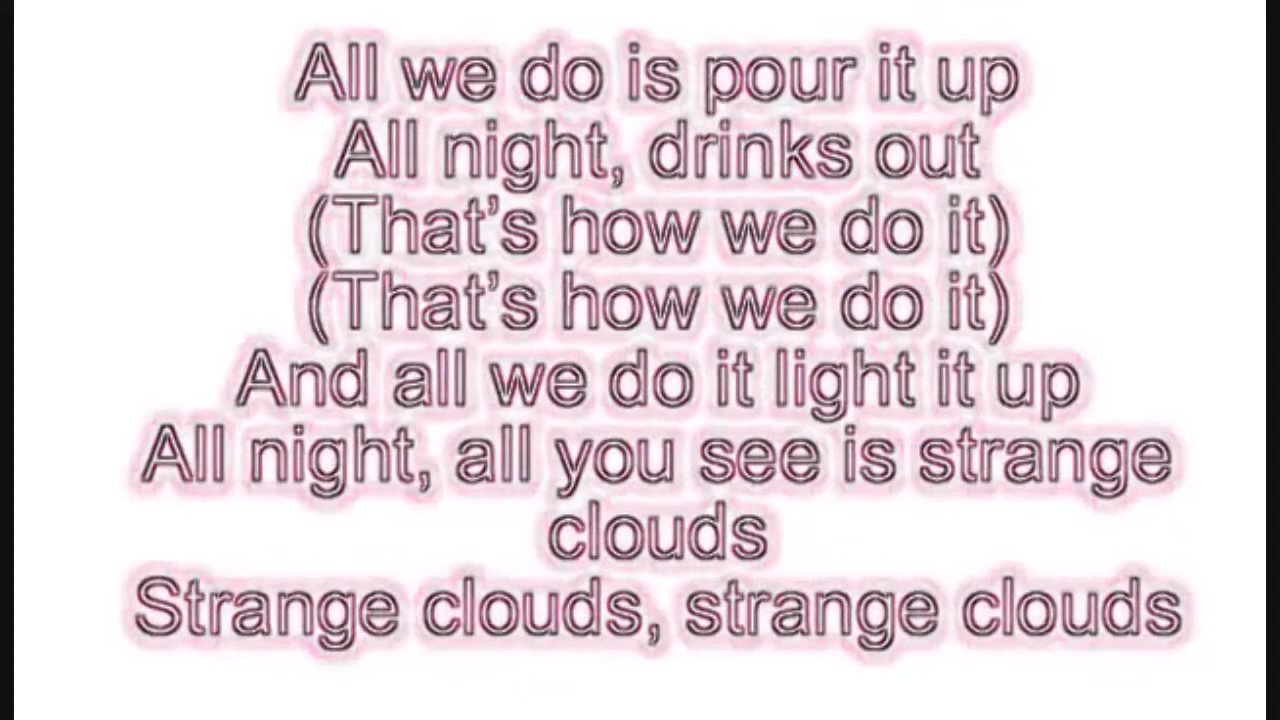 All we do is pour it up
All night, drinks out
(That’s how we do it)
(That’s how we do it)
And all we do it light it up
All night, all you see is strange
clouds
Strange clouds, strange clouds